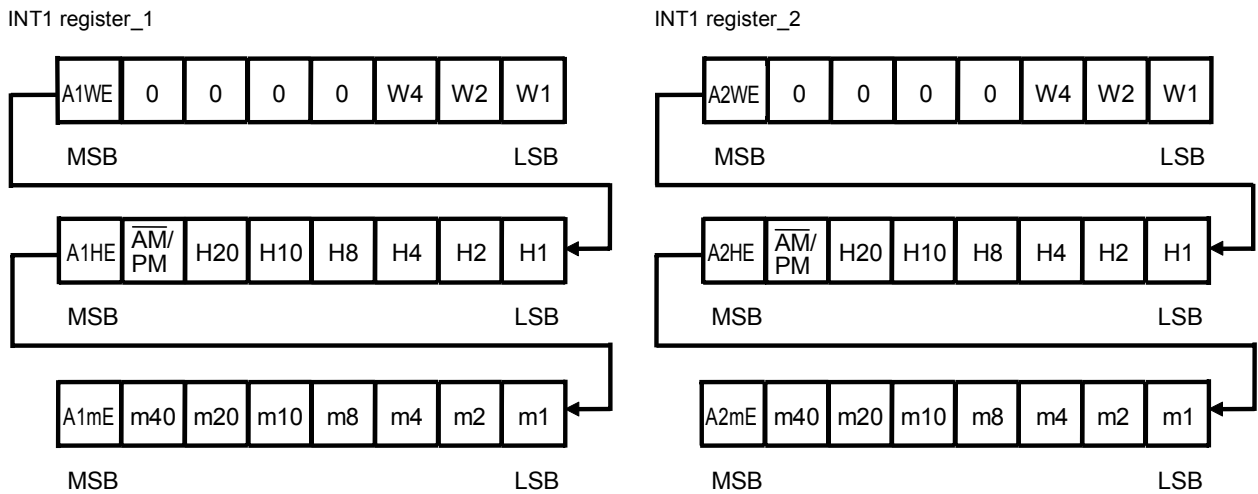 INT1 register_1
A1WE 0 0 0 0 W4 W2 W1
MSB LSB
A1HE A̅M̅/PM H20 H10 H8 H4 H2 H1
MSB LSB
A1mE m40 m20 m10 m8 m4 m2 m1
MSB LSB
INT1 register_2
A2WE 0 0 0 0 W4 W2 W1
MSB LSB
A2HE A̅M̅/PM H20 H10 H8 H4 H2 H1
MSB LSB
A2mE m40 m20 m10 m8 m4 m2 m1
MSB LSB